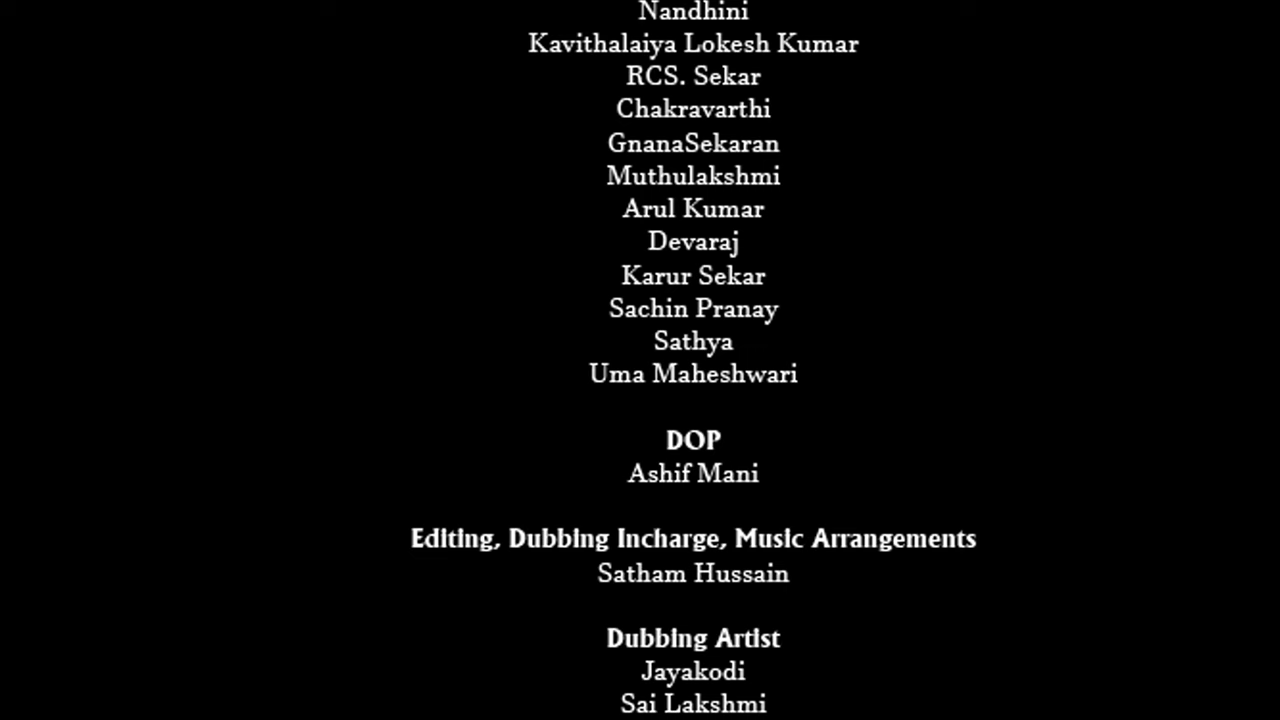 Nandhini
Kavithalaiya Lokesh Kumar
RCS. Sekar
Chakravarthi
GnanaSekaran
Muthulakshmi
Arul Kumar
Devaraj
Karur Sekar
Sachin Pranay
Sathya
Uma Maheshwari
DOP
Ashif Mani
Editing, Dubbing Incharge, Music Arrangements
Satham Hussain
Dubbing Artist
Jayakodi
Sai Lakshmi